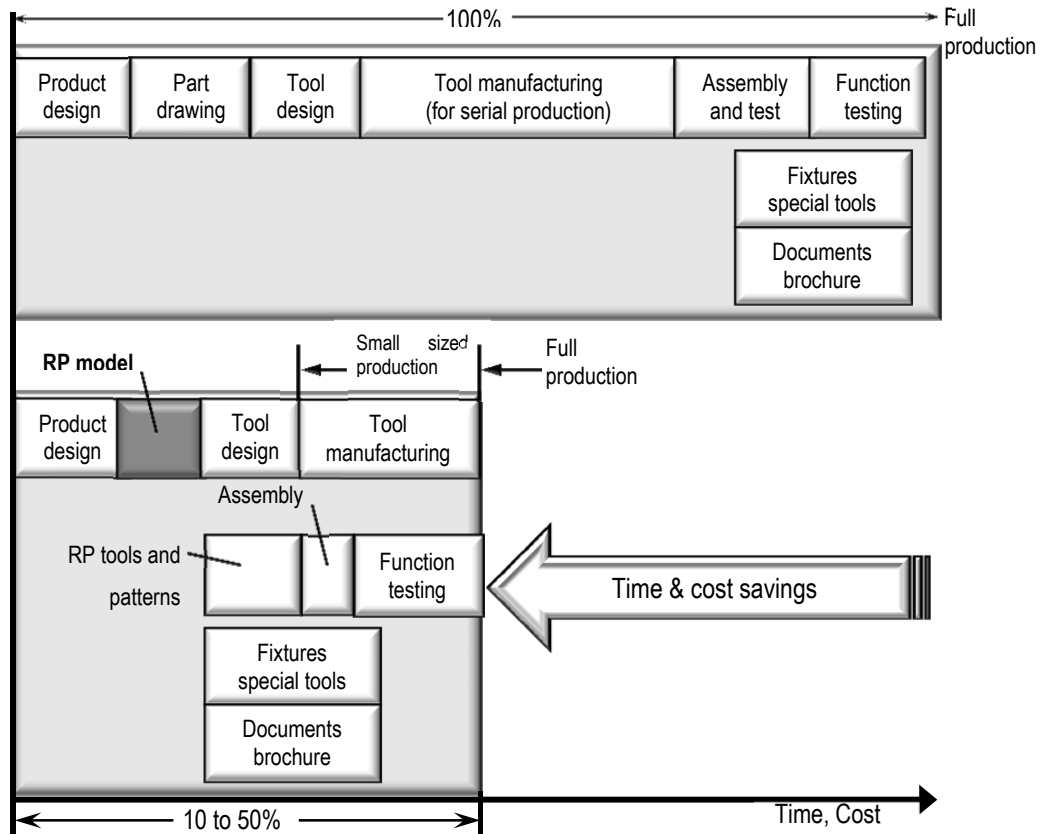 100%
Full
production
Product
design
Part
drawing
Tool
design
Tool manufacturing
(for serial production)
Assembly
and test
Function
testing
Fixtures
special tools
Documents
brochure
RP model
Small sized
production
Full
production
Product
design
Tool
design
Tool
manufacturing
Assembly
RP tools and
patterns
Function
testing
Time & cost savings
Fixtures
special tools
Documents
brochure
10 to 50%
Time, Cost